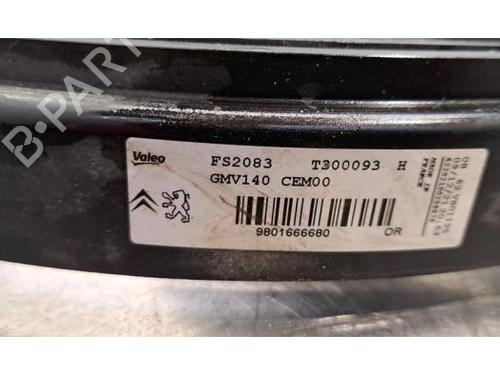 B-PARTS
Valeo
FS2083 T300093 H
GMV140 CEM00
9801666680 OR
MADE IN
FRANCE